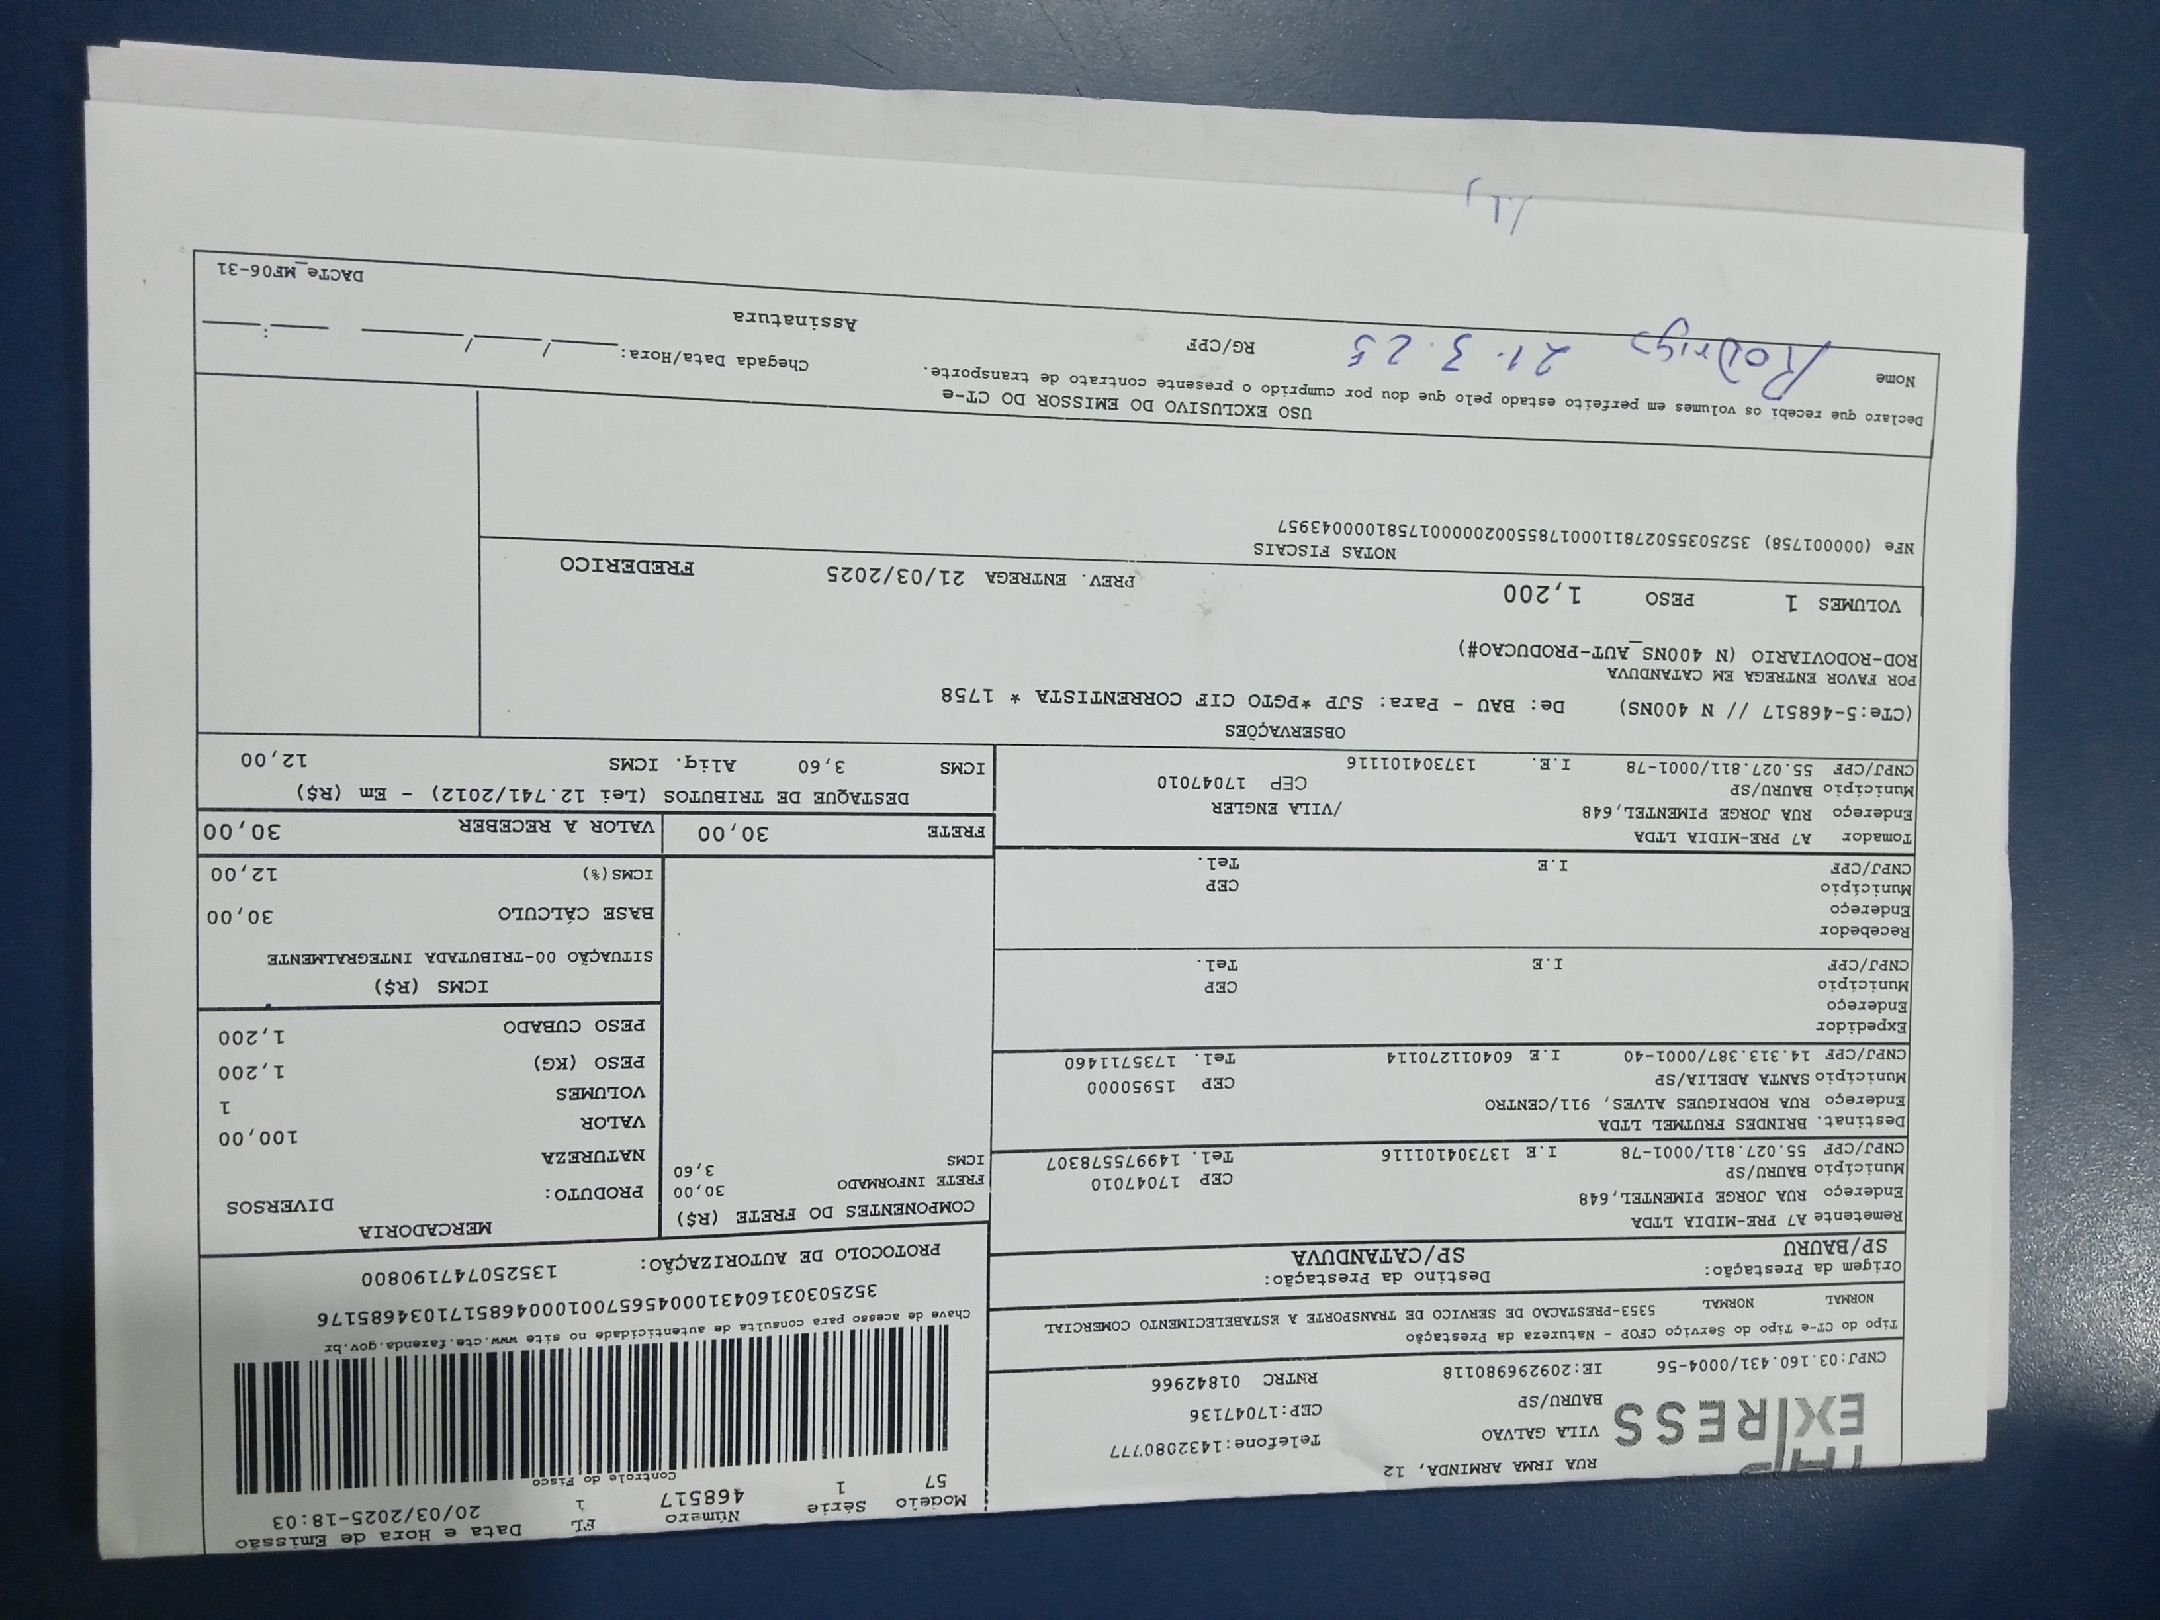 EXPRESS
RUA IRMA ARMINDA, 12
VILA GALVAO Telefone:1432080777
BAURU/SP CEP:17047136
CNPJ:03.160.431/0004-56 IE:209296980118 RNTRC 01842966
Modelo Série Número FL Data e Hora de Emissão
57 1 468517 1 20/03/2025-18:03
Controle do Fisco
Chave de acesso para consulta de autenticidade no site www.cte.fazenda.gov.br
35250303160431000456570010004685171034685176
PROTOCOLO DE AUTORIZAÇÃO: 135250747190800
Tipo do CT-e Tipo do Serviço CFOP - Natureza da Prestação
NORMAL NORMAL 5353-PRESTACAO DE SERVICO DE TRANSPORTE A ESTABELECIMENTO COMERCIAL
Origem da Prestação: Destino da Prestação:
SP/BAURU SP/CATANDUVA
Remetente A7 PRE-MIDIA LTDA
Endereço RUA JORGE PIMENTEL,648
Município BAURU/SP CEP 17047010
CNPJ/CPF 55.027.811/0001-78 I.E 137304101116 Tel. 14997578307
Destinat. BRINDES FRUTMEL LTDA
Endereço RUA RODRIGUES ALVES, 911/CENTRO
Município SANTA ADELIA/SP CEP 15950000
CNPJ/CPF 14.313.387/0001-40 I.E 604011270114 Tel. 1735711460
Expedidor
Endereço
Município CEP
CNPJ/CPF I.E Tel.
Recebedor
Endereço
Município CEP
CNPJ/CPF I.E Tel.
Tomador A7 PRE-MIDIA LTDA
Endereço RUA JORGE PIMENTEL,648 /VILA ENGLER
Município BAURU/SP CEP 17047010
CNPJ/CPF 55.027.811/0001-78 I.E. 137304101116
COMPONENTES DO FRETE (R$)
FRETE INFORMADO 30,00
ICMS 3,60
MERCADORIA
PRODUTO: DIVERSOS
NATUREZA
VALOR 100,00
VOLUMES 1
PESO (KG) 1,200
PESO CUBADO 1,200
ICMS (R$)
SITUAÇÃO 00-TRIBUTADA INTEGRALMENTE
BASE CÁLCULO 30,00
ICMS(%) 12,00
FRETE 30,00 VALOR A RECEBER 30,00
DESTAQUE DE TRIBUTOS (Lei 12.741/2012) - Em (R$)
ICMS 3,60 Aliq. ICMS 12,00
OBSERVAÇÕES
(CTe:5-468517 // N 400NS) De: BAU - Para: SJP *PGTO CIF CORRENTISTA * 1758
POR FAVOR ENTREGA EM CATANDUVA
ROD-RODOVIARIO (N 400NS_AUT-PRODUCAO#)
VOLUMES 1 PESO 1,200 PREV. ENTREGA 21/03/2025 FREDERICO
NOTAS FISCAIS
NFe (000001758) 35250355027811000178550020000017581000043957
USO EXCLUSIVO DO EMISSOR DO CT-e
Declaro que recebi os volumes em perfeito estado pelo que dou por cumprido o presente contrato de transporte.
Nome Rodrigo 21.3.25 RG/CPF Chegada Data/Hora: ____/____/____ ___:___
Assinatura
DACTe_MF06-31